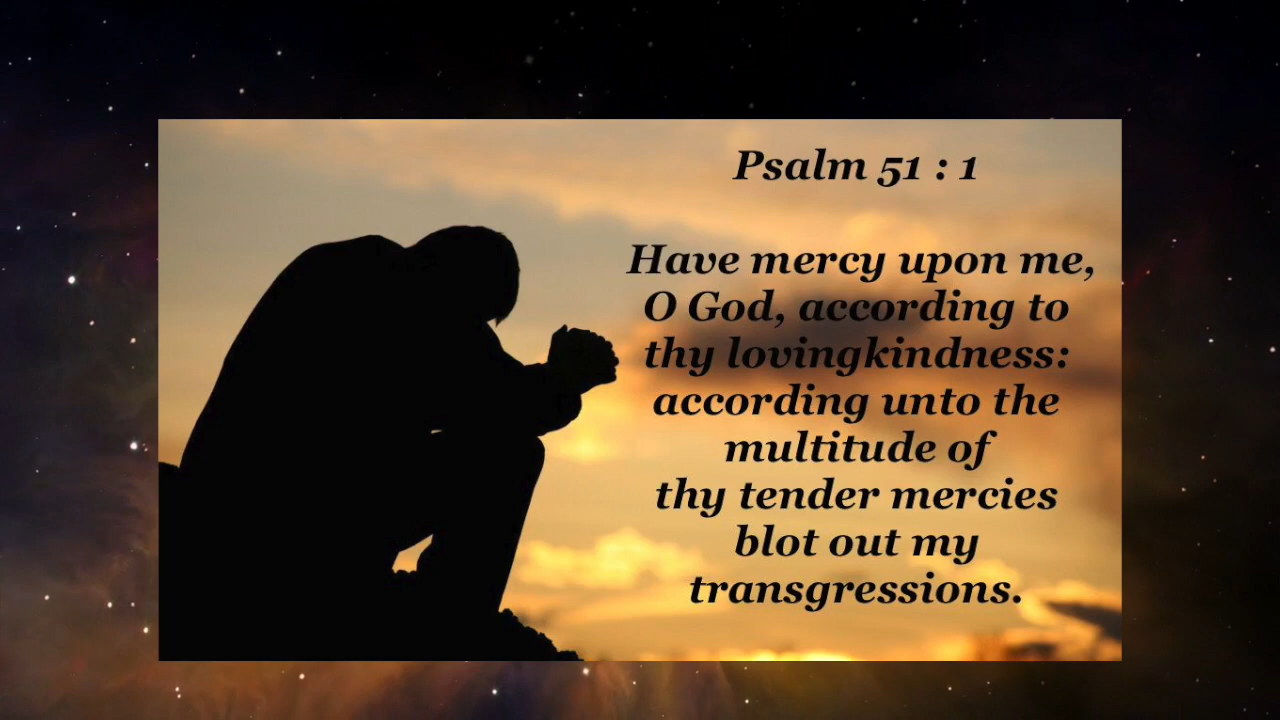 Psalm 51 : 1
Have mercy upon me,
O God, according to
thy lovingkindness:
according unto the
multitude of
thy tender mercies
blot out my
transgressions.